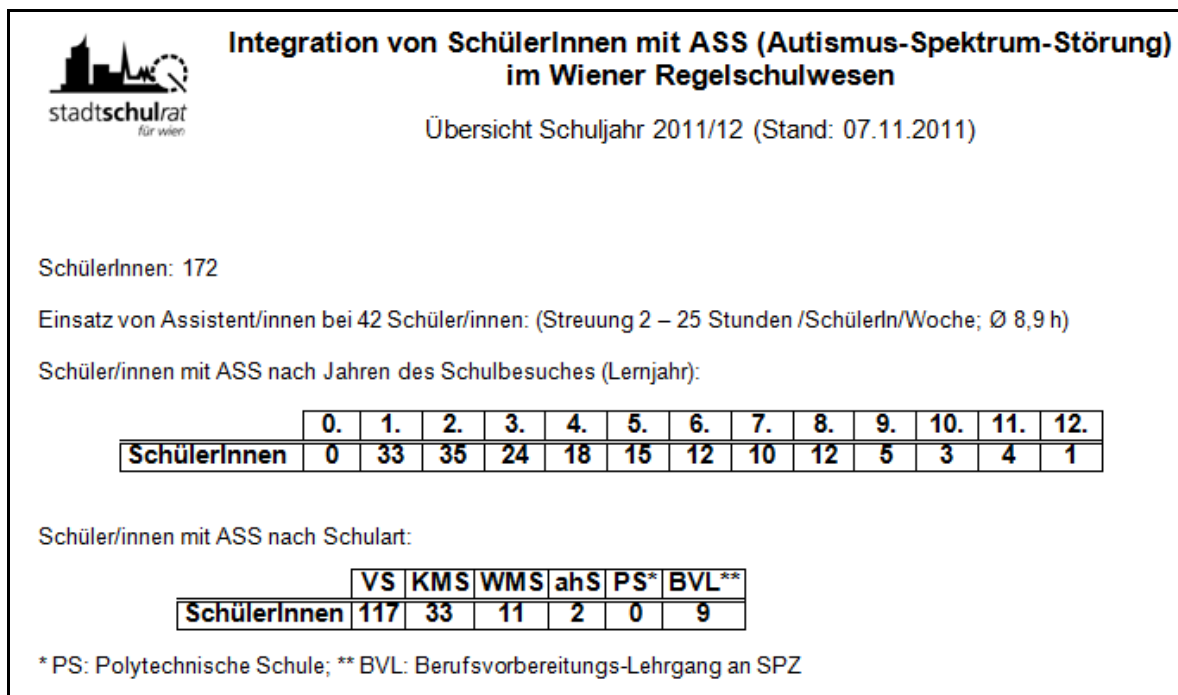 stadtschulrat
für wien
Integration von SchülerInnen mit ASS (Autismus-Spektrum-Störung)
im Wiener Regelschulwesen
Übersicht Schuljahr 2011/12 (Stand: 07.11.2011)
SchülerInnen: 172
Einsatz von Assistent/innen bei 42 Schüler/innen: (Streuung 2 – 25 Stunden /SchülerIn/Woche; Ø 8,9 h)
Schüler/innen mit ASS nach Jahren des Schulbesuches (Lernjahr):
0. 1. 2. 3. 4. 5. 6. 7. 8. 9. 10. 11. 12.
SchülerInnen 0 33 35 24 18 15 12 10 12 5 3 4 1
Schüler/innen mit ASS nach Schulart:
VS KMS WMS ahS PS* BVL**
SchülerInnen 117 33 11 2 0 9
* PS: Polytechnische Schule; ** BVL: Berufsvorbereitungs-Lehrgang an SPZ